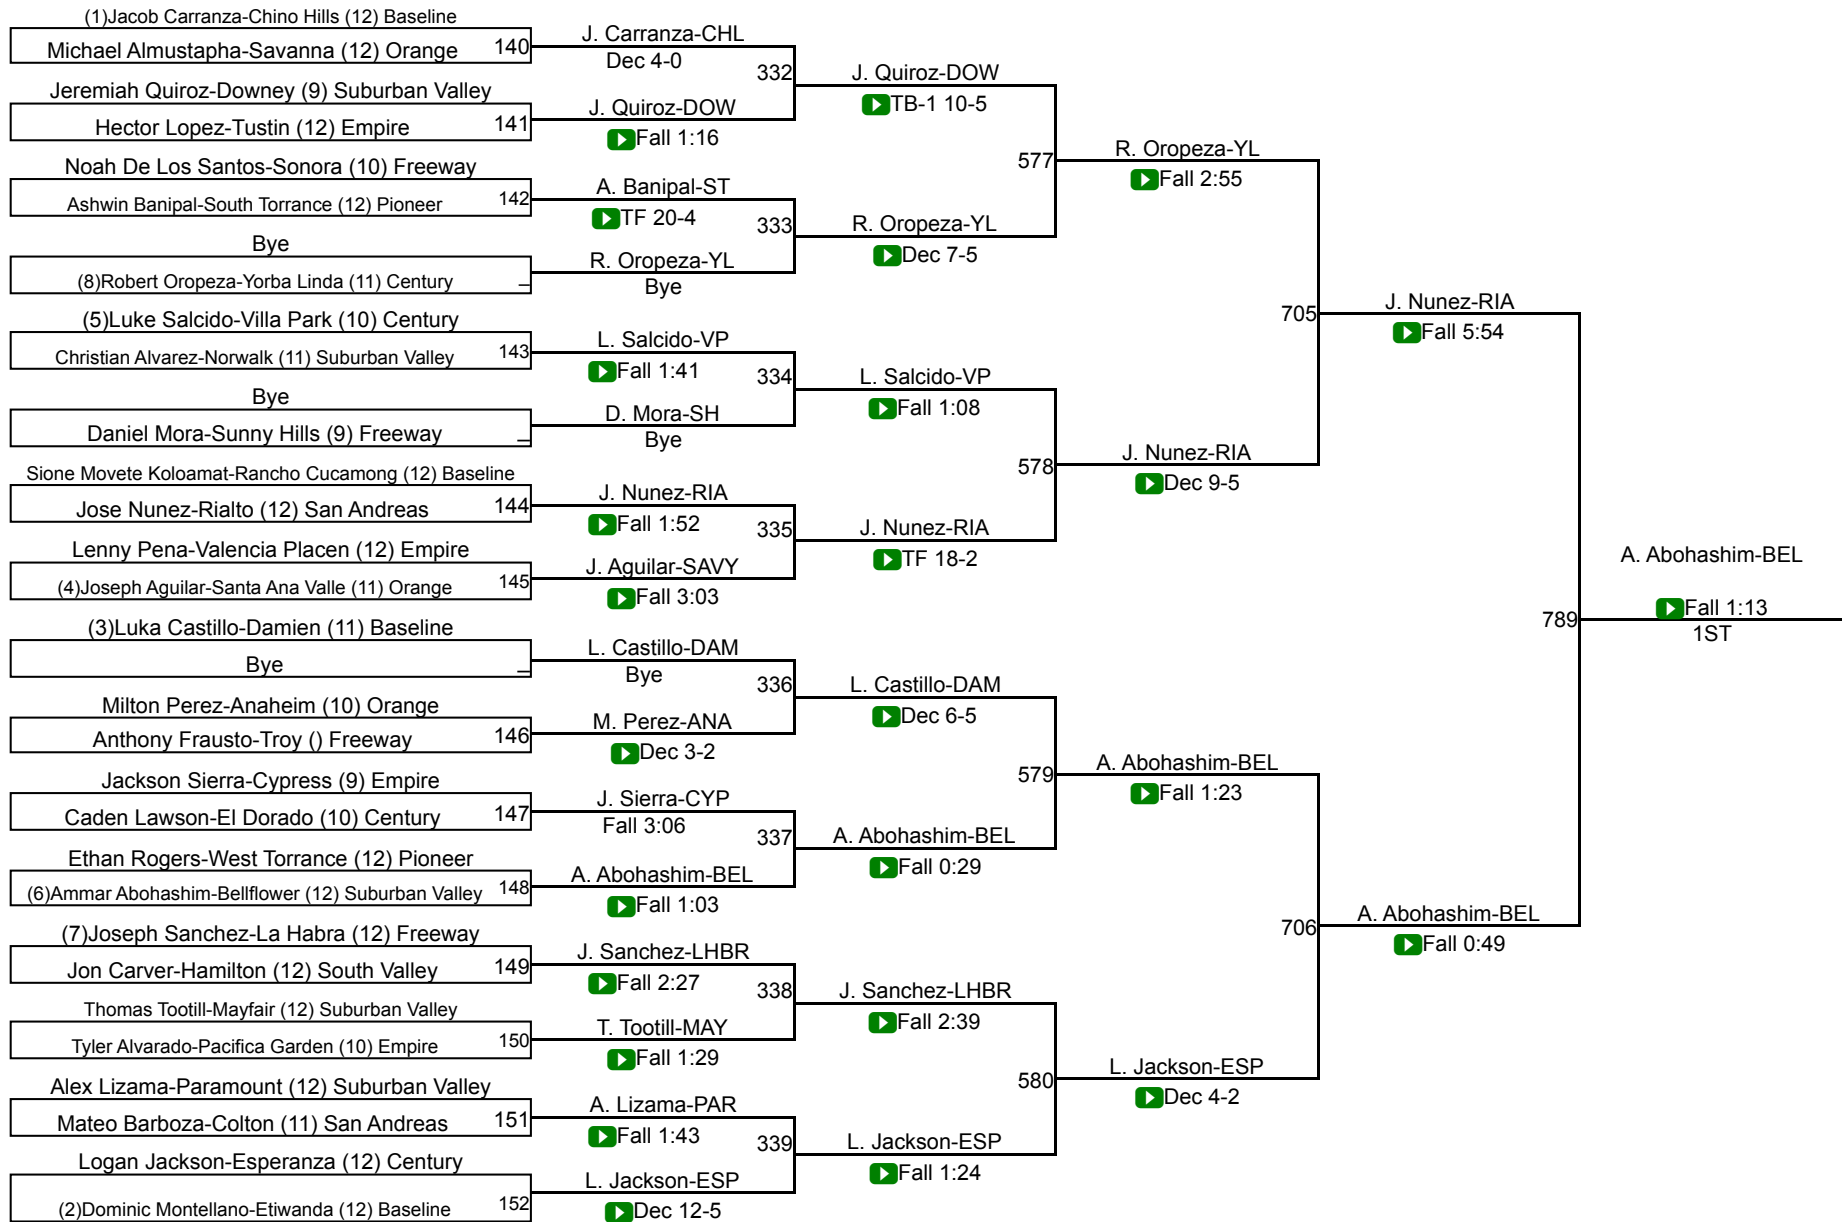 (1)Jacob Carranza-Chino Hills (12) Baseline
Michael Almustapha-Savanna (12) Orange 140
Jeremiah Quiroz-Downey (9) Suburban Valley
Hector Lopez-Tustin (12) Empire 141
Noah De Los Santos-Sonora (10) Freeway
Ashwin Banipal-South Torrance (12) Pioneer 142
Bye
(8)Robert Oropeza-Yorba Linda (11) Century _
(5)Luke Salcido-Villa Park (10) Century
Christian Alvarez-Norwalk (11) Suburban Valley 143
Bye
Daniel Mora-Sunny Hills (9) Freeway _
Sione Movete Koloamat-Rancho Cucamong (12) Baseline
Jose Nunez-Rialto (12) San Andreas 144
Lenny Pena-Valencia Placen (12) Empire
(4)Joseph Aguilar-Santa Ana Valle (11) Orange 145
(3)Luka Castillo-Damien (11) Baseline
Bye _
Milton Perez-Anaheim (10) Orange
Anthony Frausto-Troy () Freeway 146
Jackson Sierra-Cypress (9) Empire
Caden Lawson-El Dorado (10) Century 147
Ethan Rogers-West Torrance (12) Pioneer
(6)Ammar Abohashim-Bellflower (12) Suburban Valley 148
(7)Joseph Sanchez-La Habra (12) Freeway
Jon Carver-Hamilton (12) South Valley 149
Thomas Tootill-Mayfair (12) Suburban Valley
Tyler Alvarado-Pacifica Garden (10) Empire 150
Alex Lizama-Paramount (12) Suburban Valley
Mateo Barboza-Colton (11) San Andreas 151
Logan Jackson-Esperanza (12) Century
(2)Dominic Montellano-Etiwanda (12) Baseline 152
J. Carranza-CHL
Dec 4-0
332
J. Quiroz-DOW
Fall 1:16
A. Banipal-ST
TF 20-4
333
R. Oropeza-YL
Bye
L. Salcido-VP
Fall 1:41
334
D. Mora-SH
Bye
J. Nunez-RIA
Fall 1:52
335
J. Aguilar-SAVY
Fall 3:03
L. Castillo-DAM
Bye
336
M. Perez-ANA
Dec 3-2
J. Sierra-CYP
Fall 3:06
337
A. Abohashim-BEL
Fall 1:03
J. Sanchez-LHBR
Fall 2:27
338
T. Tootill-MAY
Fall 1:29
A. Lizama-PAR
Fall 1:43
339
L. Jackson-ESP
Dec 12-5
J. Quiroz-DOW
TB-1 10-5
577
R. Oropeza-YL
Dec 7-5
L. Salcido-VP
Fall 1:08
578
J. Nunez-RIA
TF 18-2
L. Castillo-DAM
Dec 6-5
579
A. Abohashim-BEL
Fall 0:29
J. Sanchez-LHBR
Fall 2:39
580
L. Jackson-ESP
Fall 1:24
R. Oropeza-YL
Fall 2:55
705
J. Nunez-RIA
Dec 9-5
A. Abohashim-BEL
Fall 1:23
706
L. Jackson-ESP
Dec 4-2
J. Nunez-RIA
Fall 5:54
789
A. Abohashim-BEL
Fall 0:49
A. Abohashim-BEL
Fall 1:13
1ST